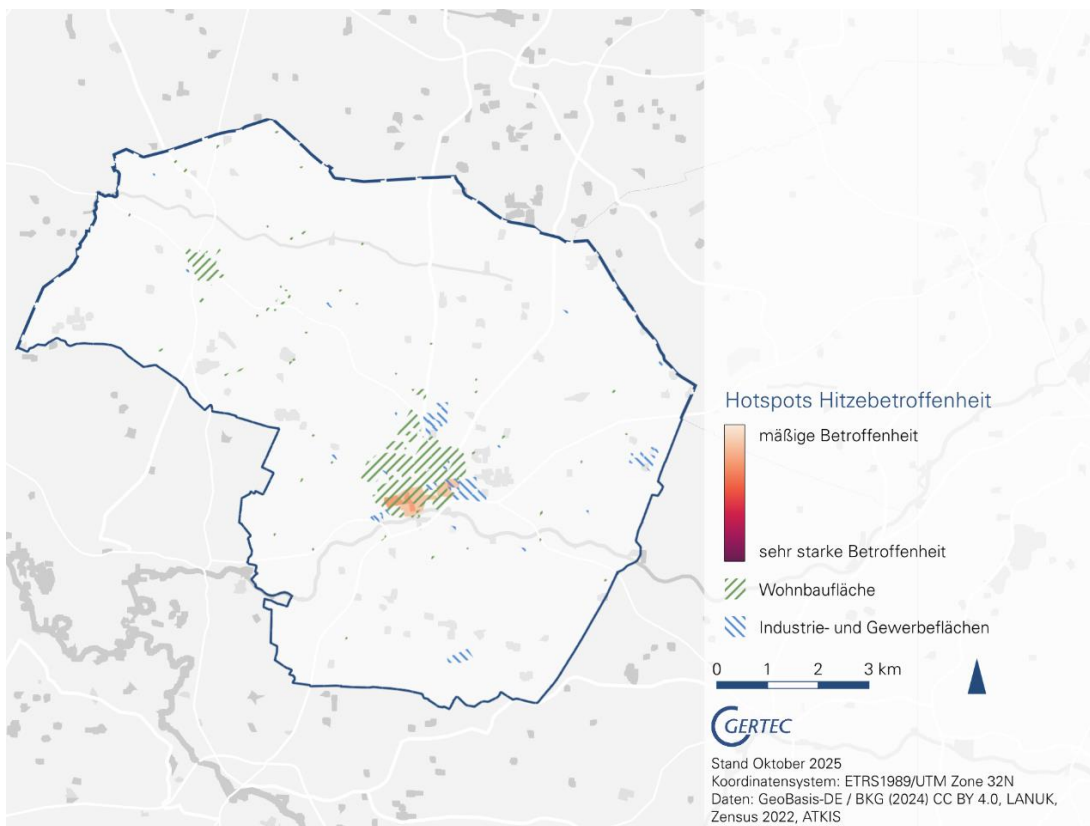 Hotspots Hitzebetroffenheit
mäßige Betroffenheit
sehr starke Betroffenheit
Wohnbaufläche
Industrie- und Gewerbeflächen
0 1 2 3 km
GERTEC
Stand Oktober 2025
Koordinatensystem: ETRS1989/UTM Zone 32N
Daten: GeoBasis-DE / BKG (2024) CC BY 4.0, LANUK,
Zensus 2022, ATKIS